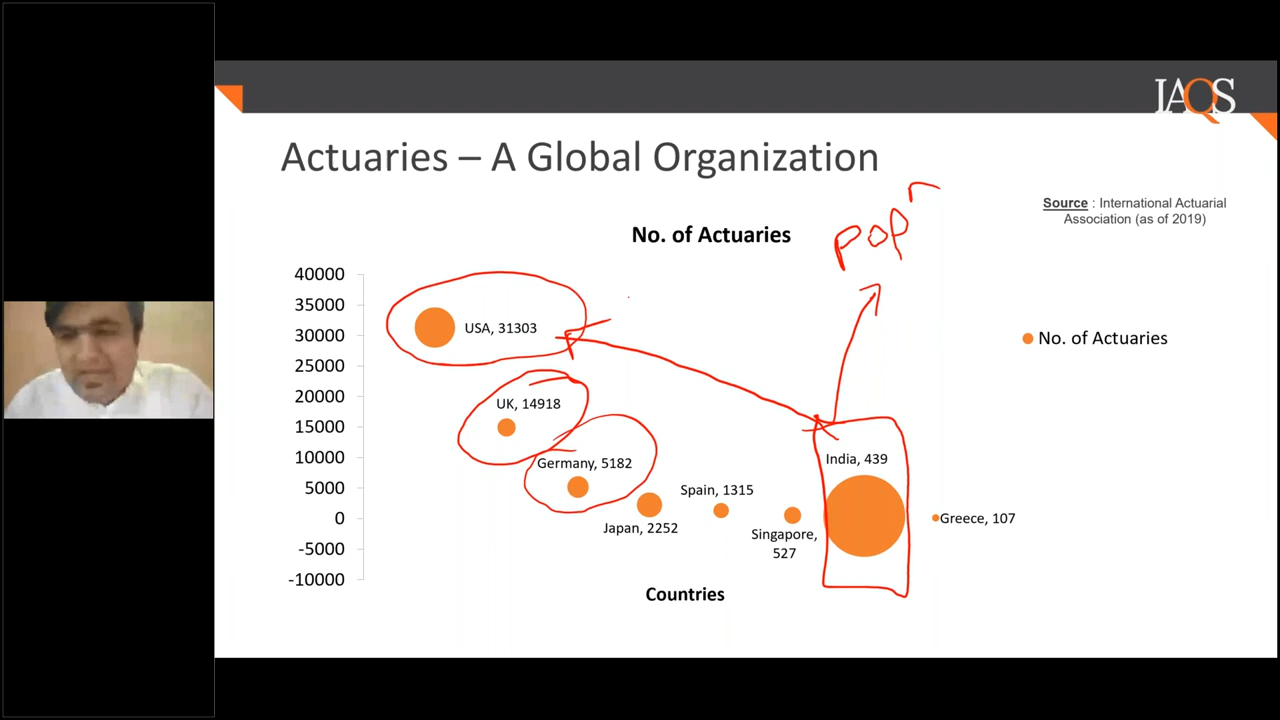 IAQS
Actuaries – A Global Organization
Source : International Actuarial
Association (as of 2019)
popⁿ
No. of Actuaries
40000
35000
30000
25000
20000
15000
10000
5000
0
-5000
-10000
USA, 31303
UK, 14918
Germany, 5182
Japan, 2252
Spain, 1315
Singapore,
527
India, 439
Greece, 107
No. of Actuaries
Countries